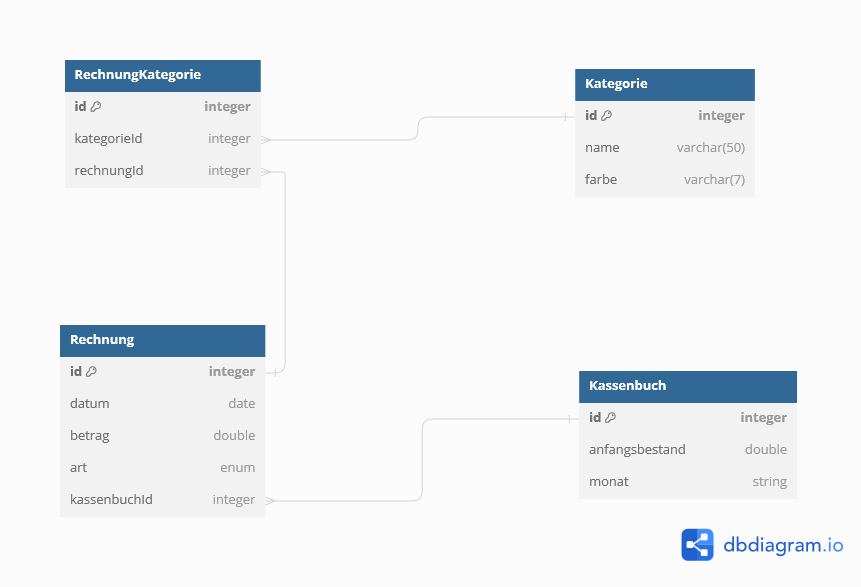 RechnungKategorie
id integer
kategorieId integer
rechnungId integer
Kategorie
id integer
name varchar(50)
farbe varchar(7)
Rechnung
id integer
datum date
betrag double
art enum
kassenbuchId integer
Kassenbuch
id integer
anfangsbestand double
monat string
dbdiagram.io